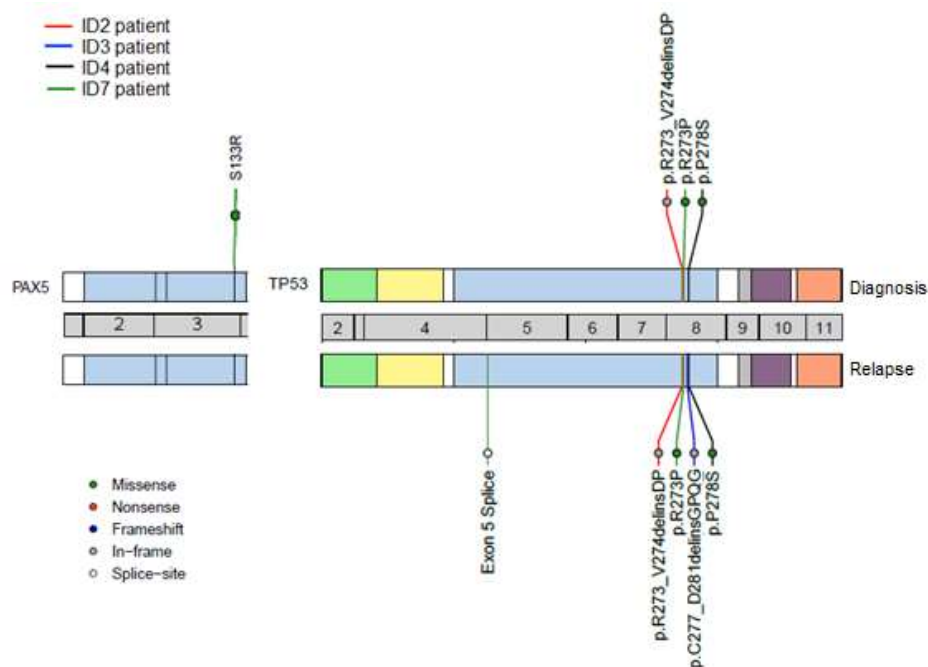 ID2 patient
ID3 patient
ID4 patient
ID7 patient
S133R
p.R273_V274delinsDP
p.R273P
p.P278S
PAX5
TP53
Diagnosis
2
3
2
4
5
6
7
8
9
10
11
Relapse
Missense
Nonsense
Frameshift
In-frame
Splice-site
Exon 5 Splice
p.R273_V274delinsDP
p.R273P
p.C277_D281delinsGPQG
p.P278S